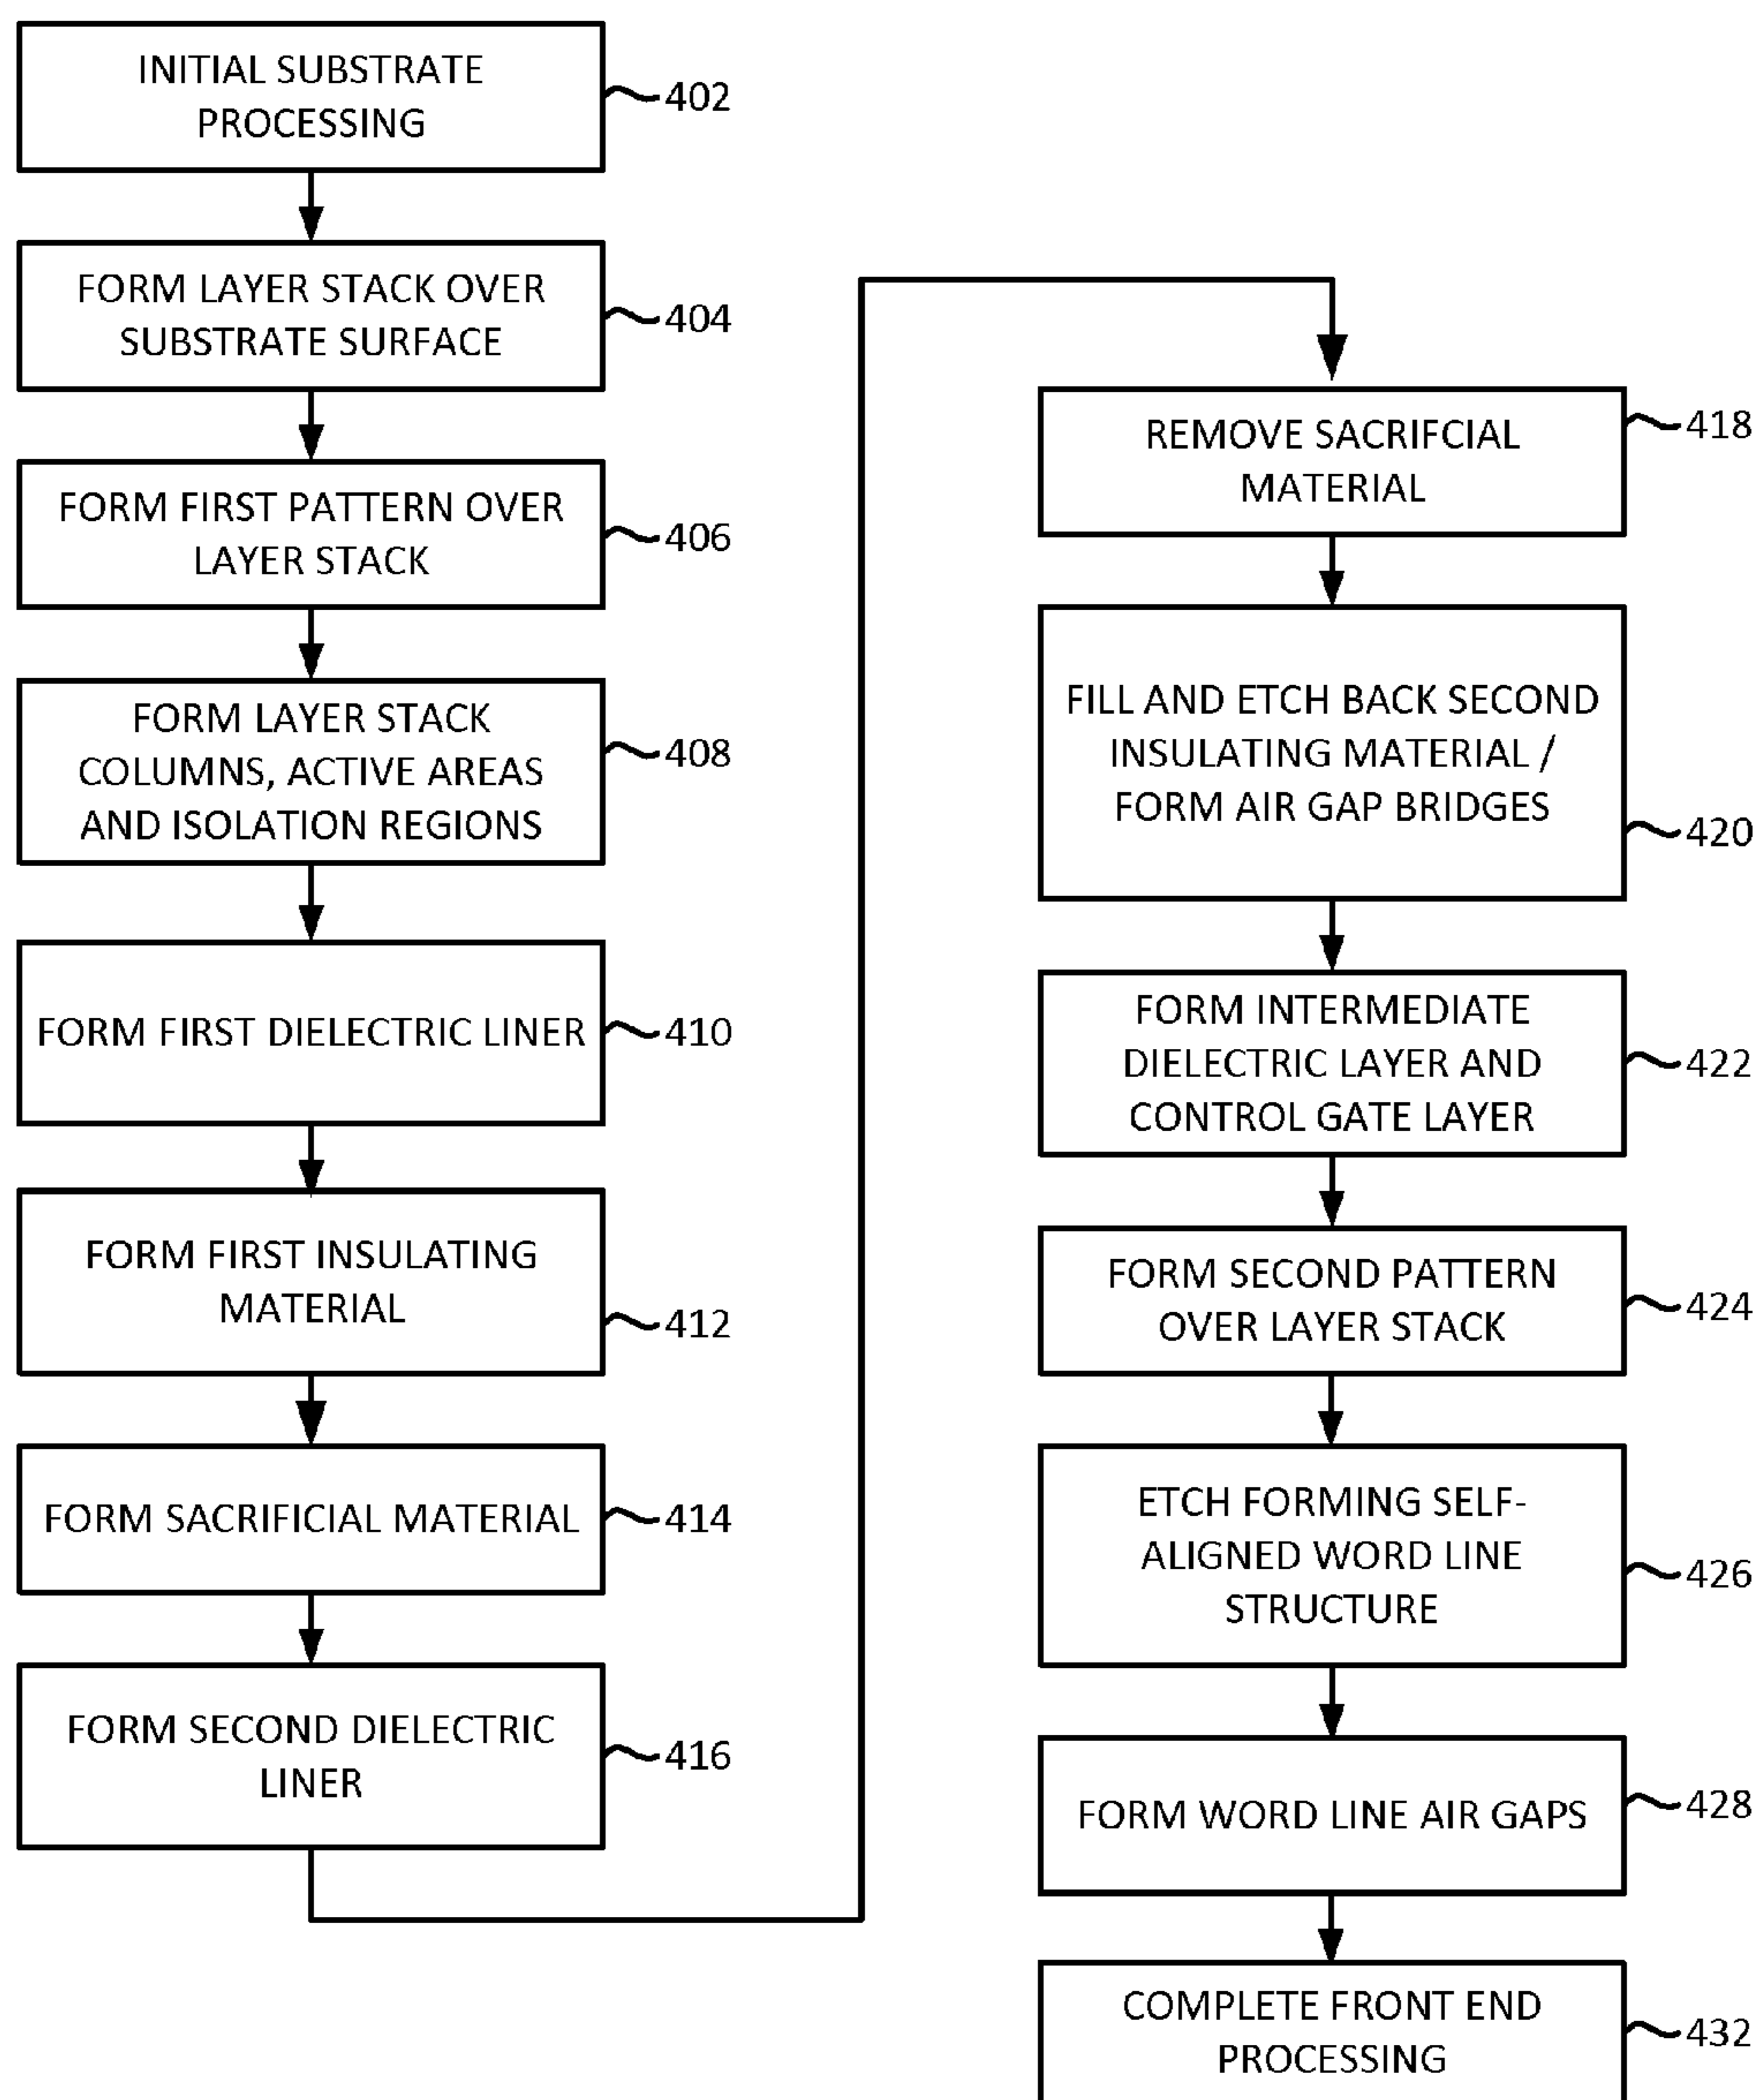 INITIAL SUBSTRATE
PROCESSING
402
FORM LAYER STACK OVER
SUBSTRATE SURFACE
404
FORM FIRST PATTERN OVER
LAYER STACK
406
FORM LAYER STACK
COLUMNS, ACTIVE AREAS
AND ISOLATION REGIONS
408
FORM FIRST DIELECTRIC LINER
410
FORM FIRST INSULATING
MATERIAL
412
FORM SACRIFICIAL MATERIAL
414
FORM SECOND DIELECTRIC
LINER
416
REMOVE SACRIFCIAL
MATERIAL
418
FILL AND ETCH BACK SECOND
INSULATING MATERIAL /
FORM AIR GAP BRIDGES
420
FORM INTERMEDIATE
DIELECTRIC LAYER AND
CONTROL GATE LAYER
422
FORM SECOND PATTERN
OVER LAYER STACK
424
ETCH FORMING SELF-
ALIGNED WORD LINE
STRUCTURE
426
FORM WORD LINE AIR GAPS
428
COMPLETE FRONT END
PROCESSING
432